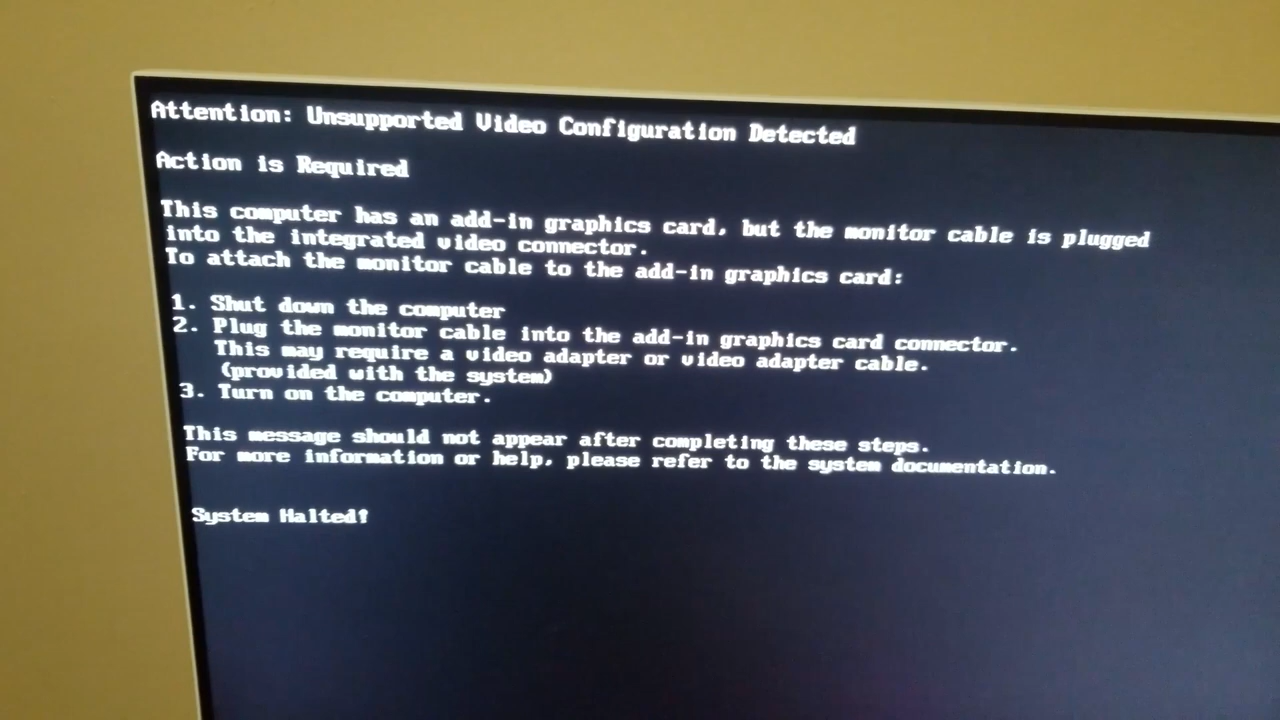 Attention: Unsupported Video Configuration Detected
Action is Required
This computer has an add-in graphics card, but the monitor cable is plugged
into the integrated video connector.
To attach the monitor cable to the add-in graphics card:
1. Shut down the computer
2. Plug the monitor cable into the add-in graphics card connector.
This may require a video adapter or video adapter cable.
(provided with the system)
3. Turn on the computer.
This message should not appear after completing these steps.
For more information or help, please refer to the system documentation.
System Halted!